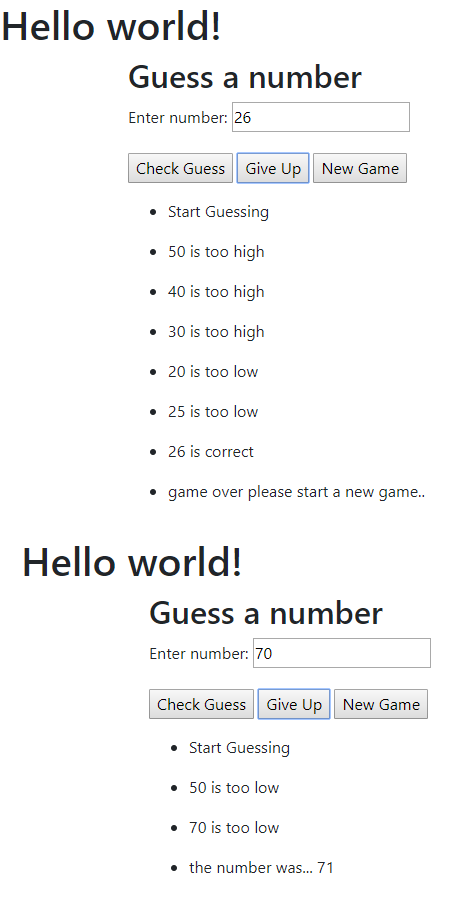 Hello world!
Guess a number
Enter number: 26
Check Guess Give Up New Game
Start Guessing
50 is too high
40 is too high
30 is too high
20 is too low
25 is too low
26 is correct
game over please start a new game..
Hello world!
Guess a number
Enter number: 70
Check Guess Give Up New Game
Start Guessing
50 is too low
70 is too low
the number was... 71